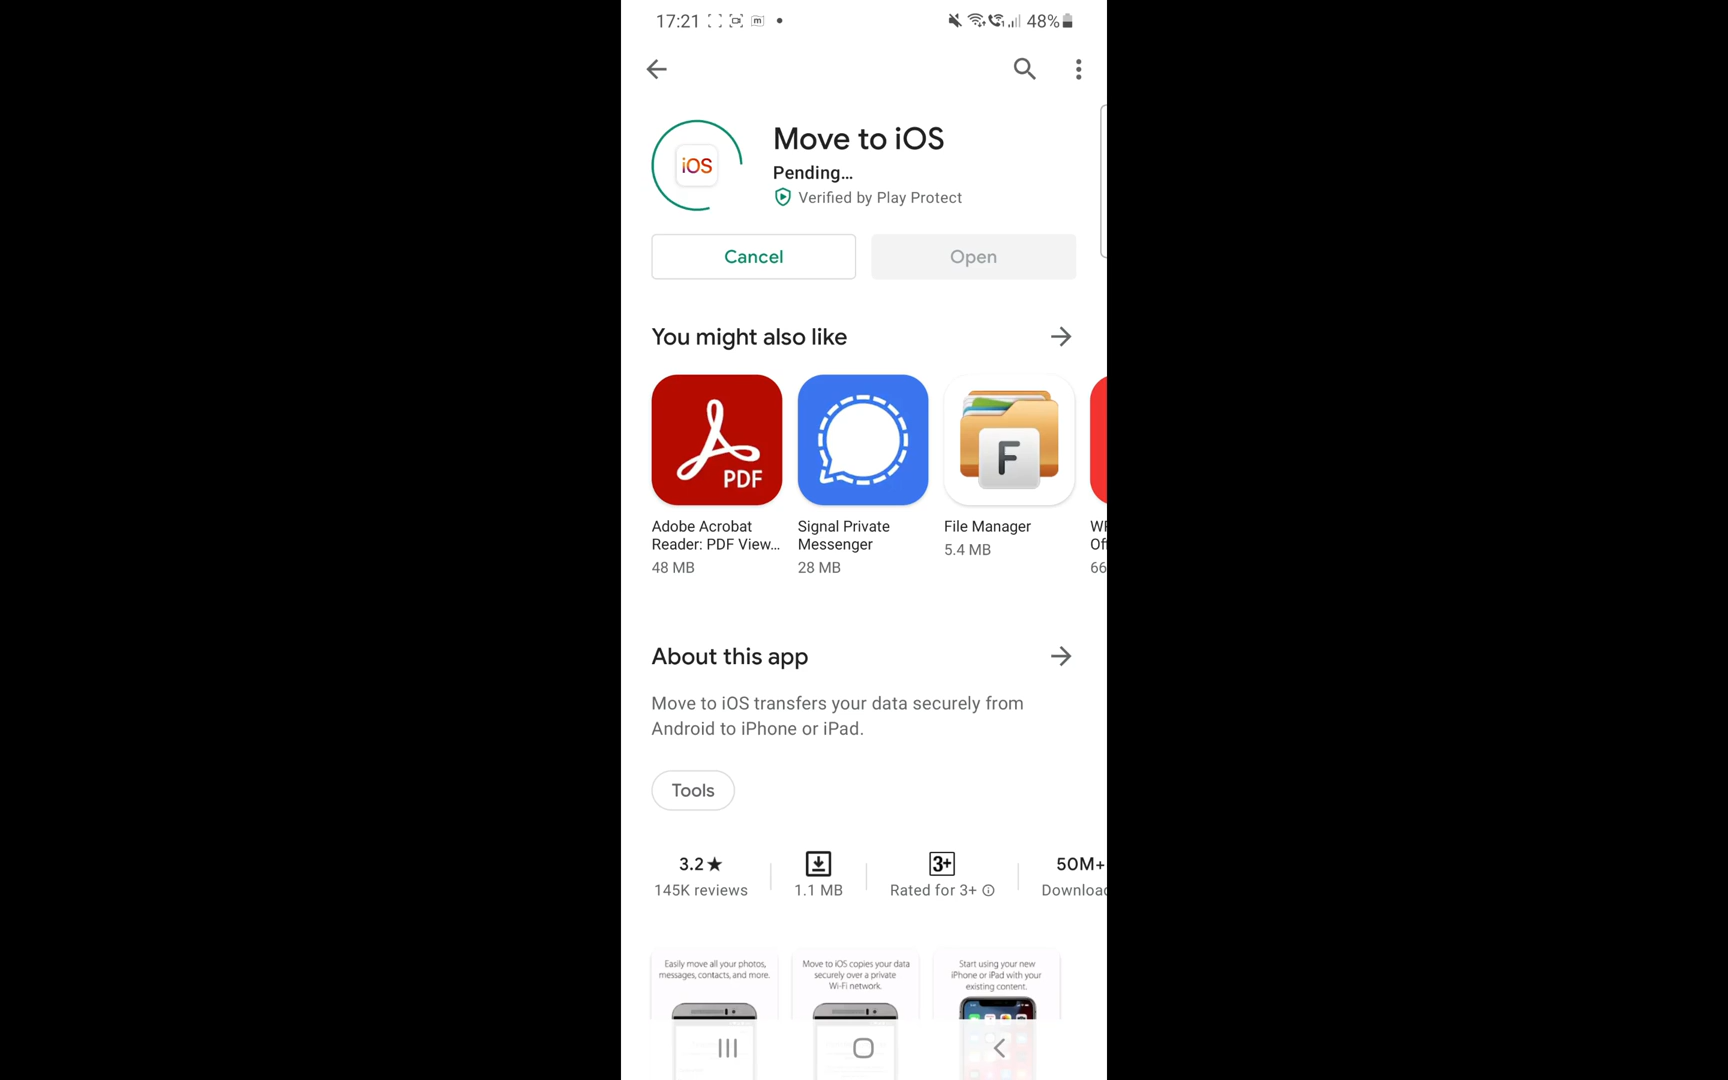 17:21
48%
Move to iOS
iOS
Pending...
Verified by Play Protect
Cancel
Open
You might also like
PDF
F
Adobe Acrobat
Reader: PDF View...
48 MB
Signal Private
Messenger
28 MB
File Manager
5.4 MB
Of
66
About this app
Move to iOS transfers your data securely from
Android to iPhone or iPad.
Tools
3.2★
145K reviews
1.1 MB
3+
Rated for 3+
50M+
Downloa
Easily move all your photos,
messages, contacts, and more.
Move to iOS copies your data
securely over a private
Wi-Fi network.
Start using your new
iPhone or iPad with your
existing content.